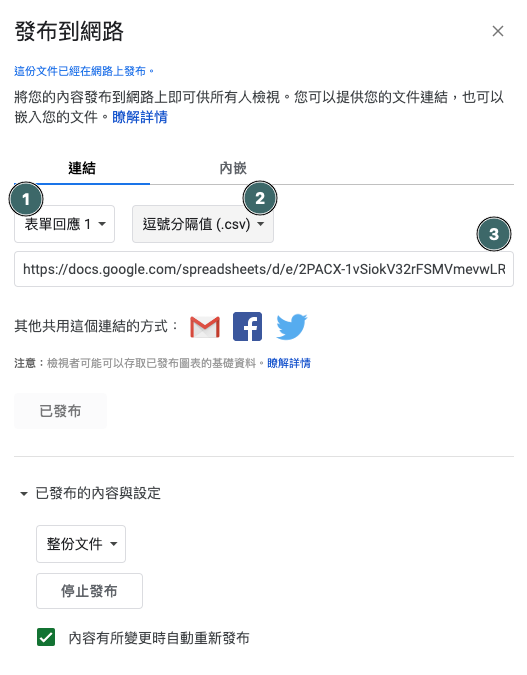 發布到網路
這份文件已經在網路上發布。
將您的內容發布到網路上即可供所有人檢視。您可以提供您的文件連結，也可以
嵌入您的文件。瞭解詳情
連結 內嵌
1 2
表單回應 1 逗號分隔值 (.csv)
3
https://docs.google.com/spreadsheets/d/e/2PACX-1vSiokV32rFSMVmevwLR
其他共用這個連結的方式：
注意：檢視者可能可以存取已發布圖表的基礎資料。瞭解詳情
已發布
已發布的內容與設定
整份文件
停止發布
內容有所變更時自動重新發布